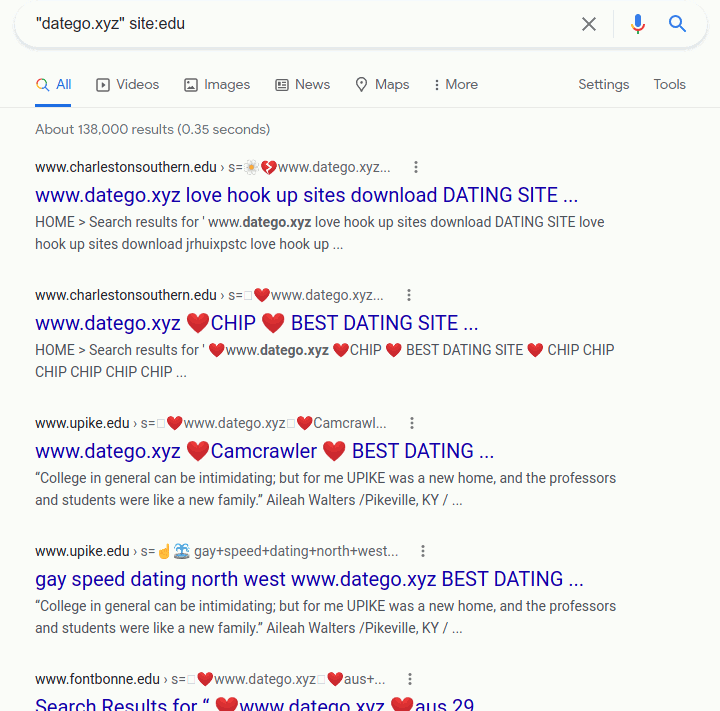 "datego.xyz" site:edu
All Videos Images News Maps More Settings Tools
About 138,000 results (0.35 seconds)
www.charlestonsouthern.edu › s=🌼💔www.datego.xyz...
www.datego.xyz love hook up sites download DATING SITE ...
HOME > Search results for ' www.datego.xyz love hook up sites download DATING SITE love
hook up sites download jrhuixpstc love hook up ...
www.charlestonsouthern.edu › s=□❤️www.datego.xyz...
www.datego.xyz ❤️CHIP ❤️ BEST DATING SITE ...
HOME > Search results for ' ❤️www.datego.xyz ❤️CHIP ❤️ BEST DATING SITE ❤️ CHIP CHIP
CHIP CHIP CHIP CHIP ...
www.upike.edu › s=□❤️www.datego.xyz□❤️Camcrawl...
www.datego.xyz ❤️Camcrawler ❤️ BEST DATING ...
“College in general can be intimidating; but for me UPIKE was a new home, and the professors
and students were like a new family.” Aileah Walters /Pikeville, KY / ...
www.upike.edu › s=☝️⛲ gay+speed+dating+north+west...
gay speed dating north west www.datego.xyz BEST DATING ...
“College in general can be intimidating; but for me UPIKE was a new home, and the professors
and students were like a new family.” Aileah Walters /Pikeville, KY / ...
www.fontbonne.edu › s=□❤️www.datego.xyz□❤️aus+...
Search Results for “ ❤️www.datego.xyz ❤️aus 29